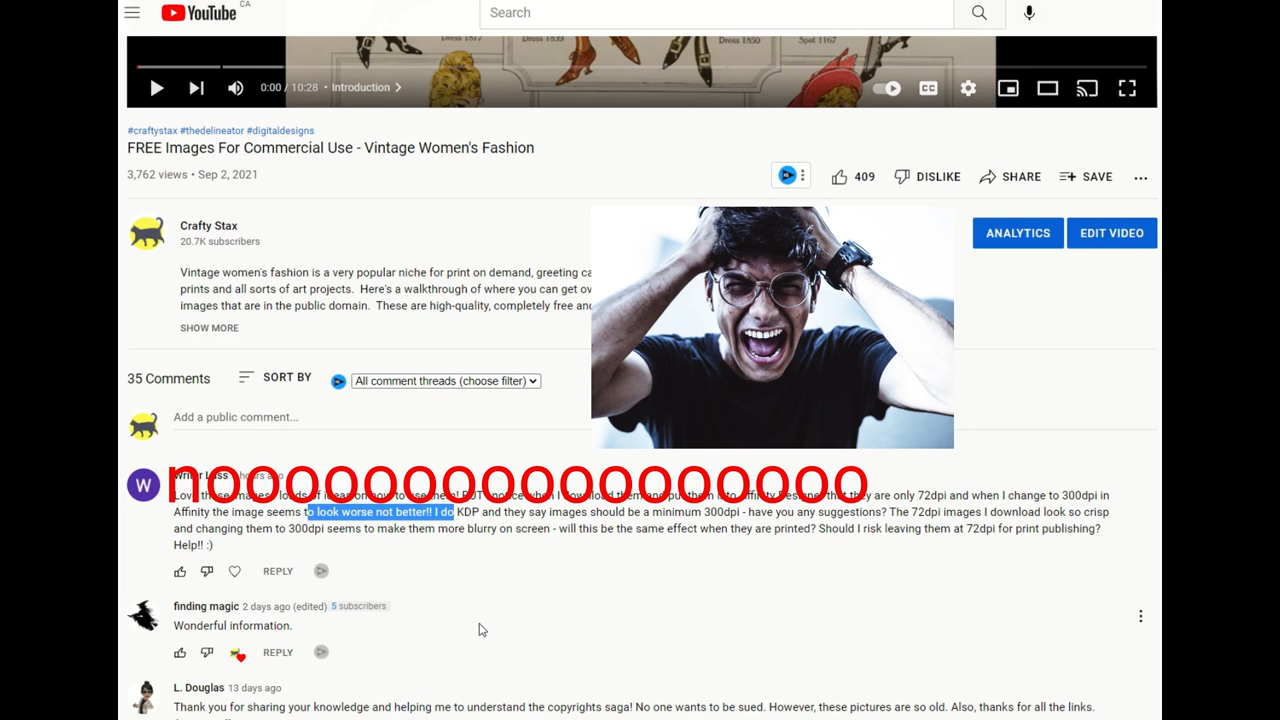 YouTube CA
Search
Dress 1839
Dress 1850
Spat 1167
0:00 / 10:28 • Introduction
CC
#craftystax #thedelineator #digitaldesigns
FREE Images For Commercial Use - Vintage Women's Fashion
3,762 views • Sep 2, 2021
409 DISLIKE SHARE SAVE
Crafty Stax
20.7K subscribers
ANALYTICS EDIT VIDEO
Vintage women's fashion is a very popular niche for print on demand, greeting ca
prints and all sorts of art projects. Here's a walkthrough of where you can get ov
images that are in the public domain. These are high-quality, completely free and
SHOW MORE
35 Comments SORT BY All comment threads (choose filter)
Add a public comment...
W
noooooooooooooooooo
and when I change to 300dpi in
Affinity the image seems to look worse not better!! I do KDP and they say images should be a minimum 300dpi - have you any suggestions? The 72dpi images I download look so crisp
and changing them to 300dpi seems to make them more blurry on screen - will this be the same effect when they are printed? Should I risk leaving them at 72dpi for print publishing?
Help!! :)
REPLY
finding magic 2 days ago (edited) 5 subscribers
Wonderful information.
REPLY
L. Douglas 13 days ago
Thank you for sharing your knowledge and helping me to understand the copyrights saga! No one wants to be sued. However, these pictures are so old. Also, thanks for all the links.